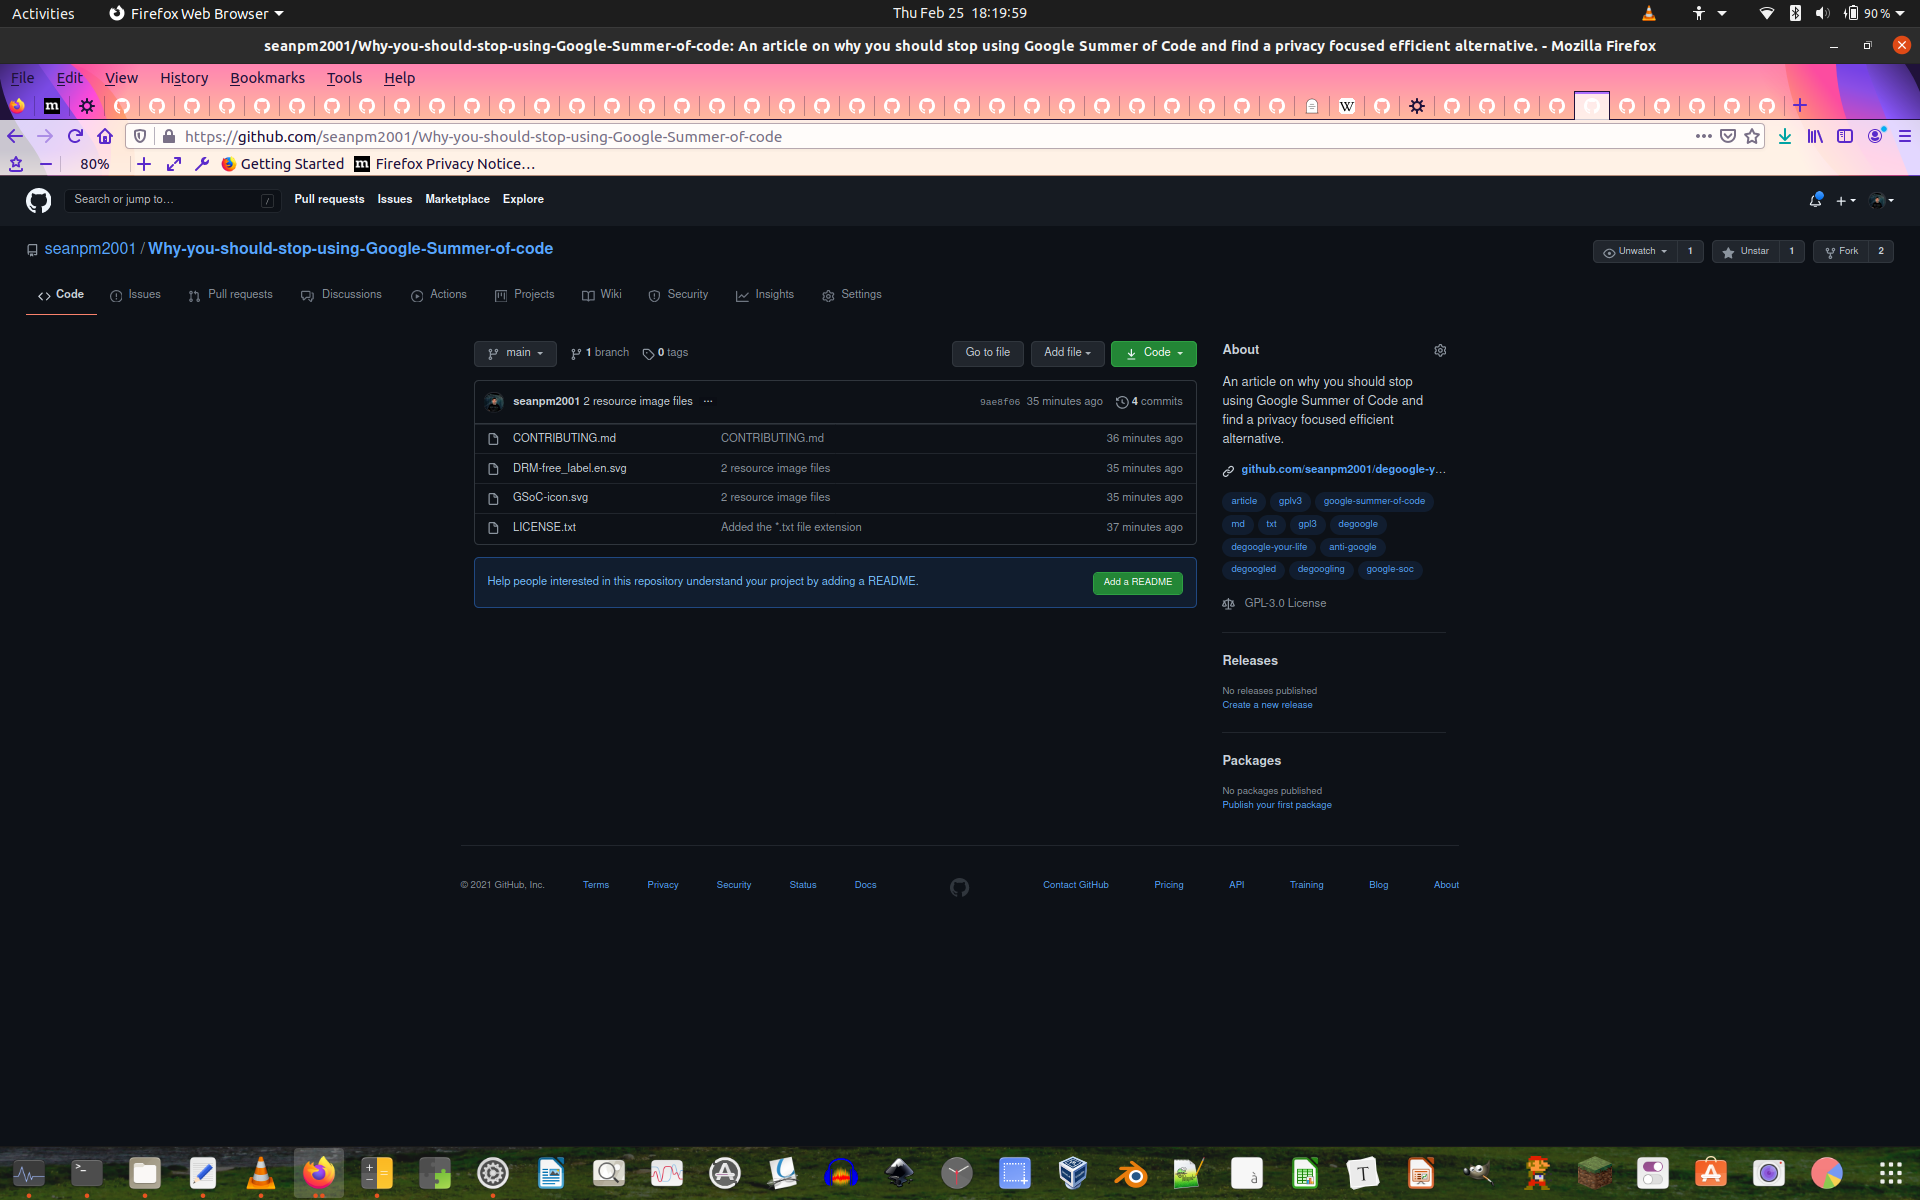 Activities Firefox Web Browser Thu Feb 25 18:19:59 90 %
seanpm2001/Why-you-should-stop-using-Google-Summer-of-code: An article on why you should stop using Google Summer of Code and find a privacy focused efficient alternative. - Mozilla Firefox
File Edit View History Bookmarks Tools Help
https://github.com/seanpm2001/Why-you-should-stop-using-Google-Summer-of-code
80% Getting Started Firefox Privacy Notice…
Search or jump to… / Pull requests Issues Marketplace Explore
seanpm2001 / Why-you-should-stop-using-Google-Summer-of-code Unwatch 1 Unstar 1 Fork 2
Code Issues Pull requests Discussions Actions Projects Wiki Security Insights Settings
main 1 branch 0 tags Go to file Add file Code
seanpm2001 2 resource image files ... 9ae8f06 35 minutes ago 4 commits
CONTRIBUTING.md CONTRIBUTING.md 36 minutes ago
DRM-free_label.en.svg 2 resource image files 35 minutes ago
GSoC-icon.svg 2 resource image files 35 minutes ago
LICENSE.txt Added the *.txt file extension 37 minutes ago
Help people interested in this repository understand your project by adding a README. Add a README
About
An article on why you should stop
using Google Summer of Code and
find a privacy focused efficient
alternative.
github.com/seanpm2001/degoogle-y…
article gplv3 google-summer-of-code
md txt gpl3 degoogle
degoogle-your-life anti-google
degoogled degoogling google-soc
GPL-3.0 License
Releases
No releases published
Create a new release
Packages
No packages published
Publish your first package
© 2021 GitHub, Inc. Terms Privacy Security Status Docs Contact GitHub Pricing API Training Blog About